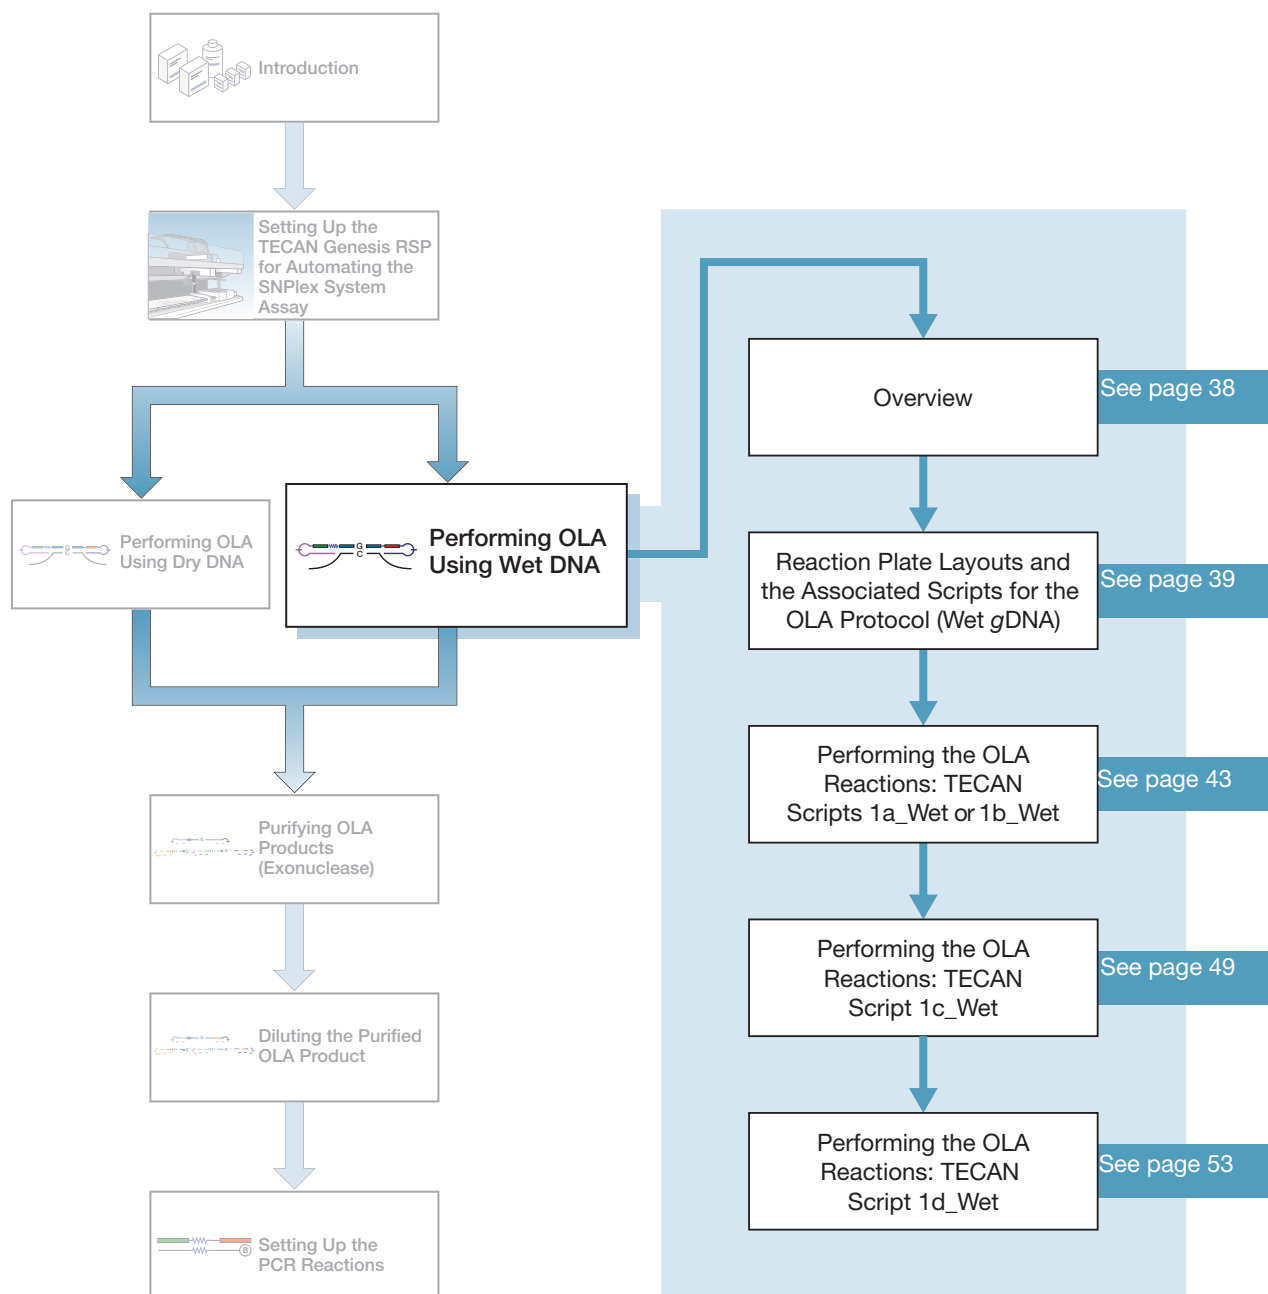 Introduction
Setting Up the
TECAN Genesis RSP
for Automating the
SNPlex System
Assay
Performing OLA
Using Dry DNA
G
C
Performing OLA
Using Wet DNA
G
C
Purifying OLA
Products
(Exonuclease)
Diluting the Purified
OLA Product
Setting Up the
PCR Reactions
B
Overview
See page 38
Reaction Plate Layouts and
the Associated Scripts for the
OLA Protocol (Wet gDNA)
See page 39
Performing the OLA
Reactions: TECAN
Scripts 1a_Wet or 1b_Wet
See page 43
Performing the OLA
Reactions: TECAN
Script 1c_Wet
See page 49
Performing the OLA
Reactions: TECAN
Script 1d_Wet
See page 53